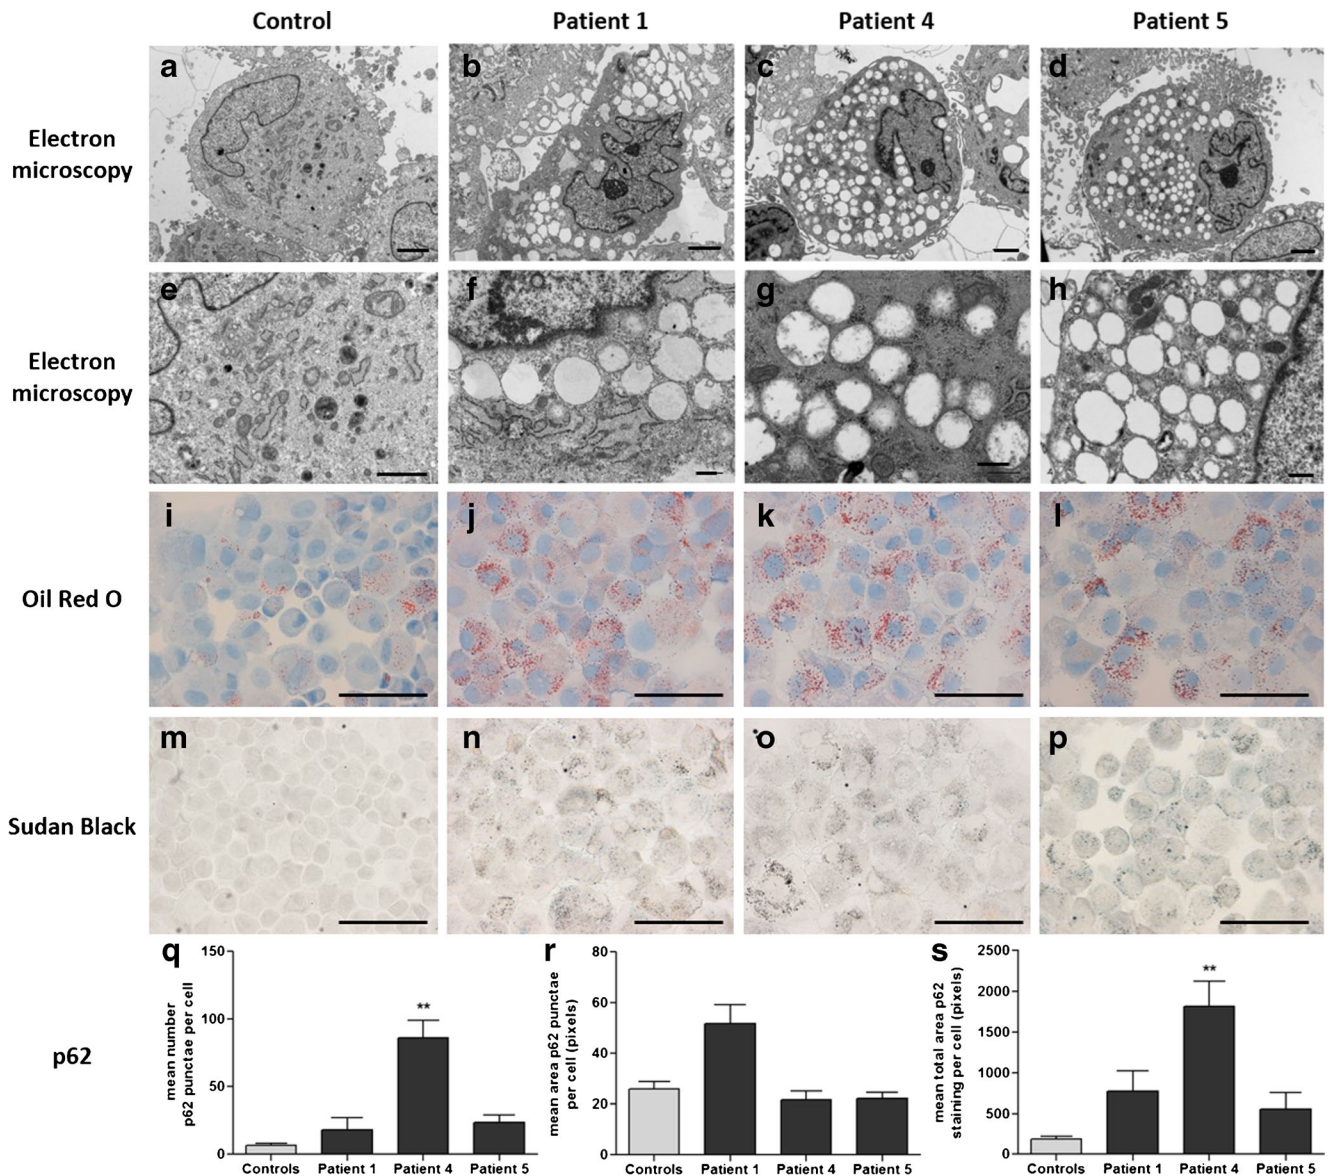 Control Patient 1 Patient 4 Patient 5
Electron
microscopy
a b c d
Electron
microscopy
e f g h
Oil Red O
i j k l
Sudan Black
m n o p
p62
q
mean number
p62 punctae per cell
150
100
50
0
**
Controls Patient 1 Patient 4 Patient 5
r
mean area p62 punctae
per cell (pixels)
80
60
40
20
0
Controls Patient 1 Patient 4 Patient 5
s
mean total area p62
staining per cell (pixels)
2500
2000
1500
1000
500
0
**
Controls Patient 1 Patient 4 Patient 5